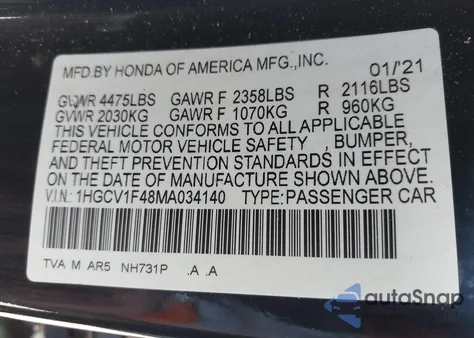 MFD.BY HONDA OF AMERICA MFG.,INC. 01/'21
GVWR 4475LBS GAWR F 2358LBS R 2116LBS
GVWR 2030KG GAWR F 1070KG R 960KG
THIS VEHICLE CONFORMS TO ALL APPLICABLE
FEDERAL MOTOR VEHICLE SAFETY , BUMPER,
AND THEFT PREVENTION STANDARDS IN EFFECT
ON THE DATE OF MANUFACTURE SHOWN ABOVE.
V.I.N.: 1HGCV1F48MA034140 TYPE:PASSENGER CAR
TVA M AR5 NH731P .A .A
autoSnap